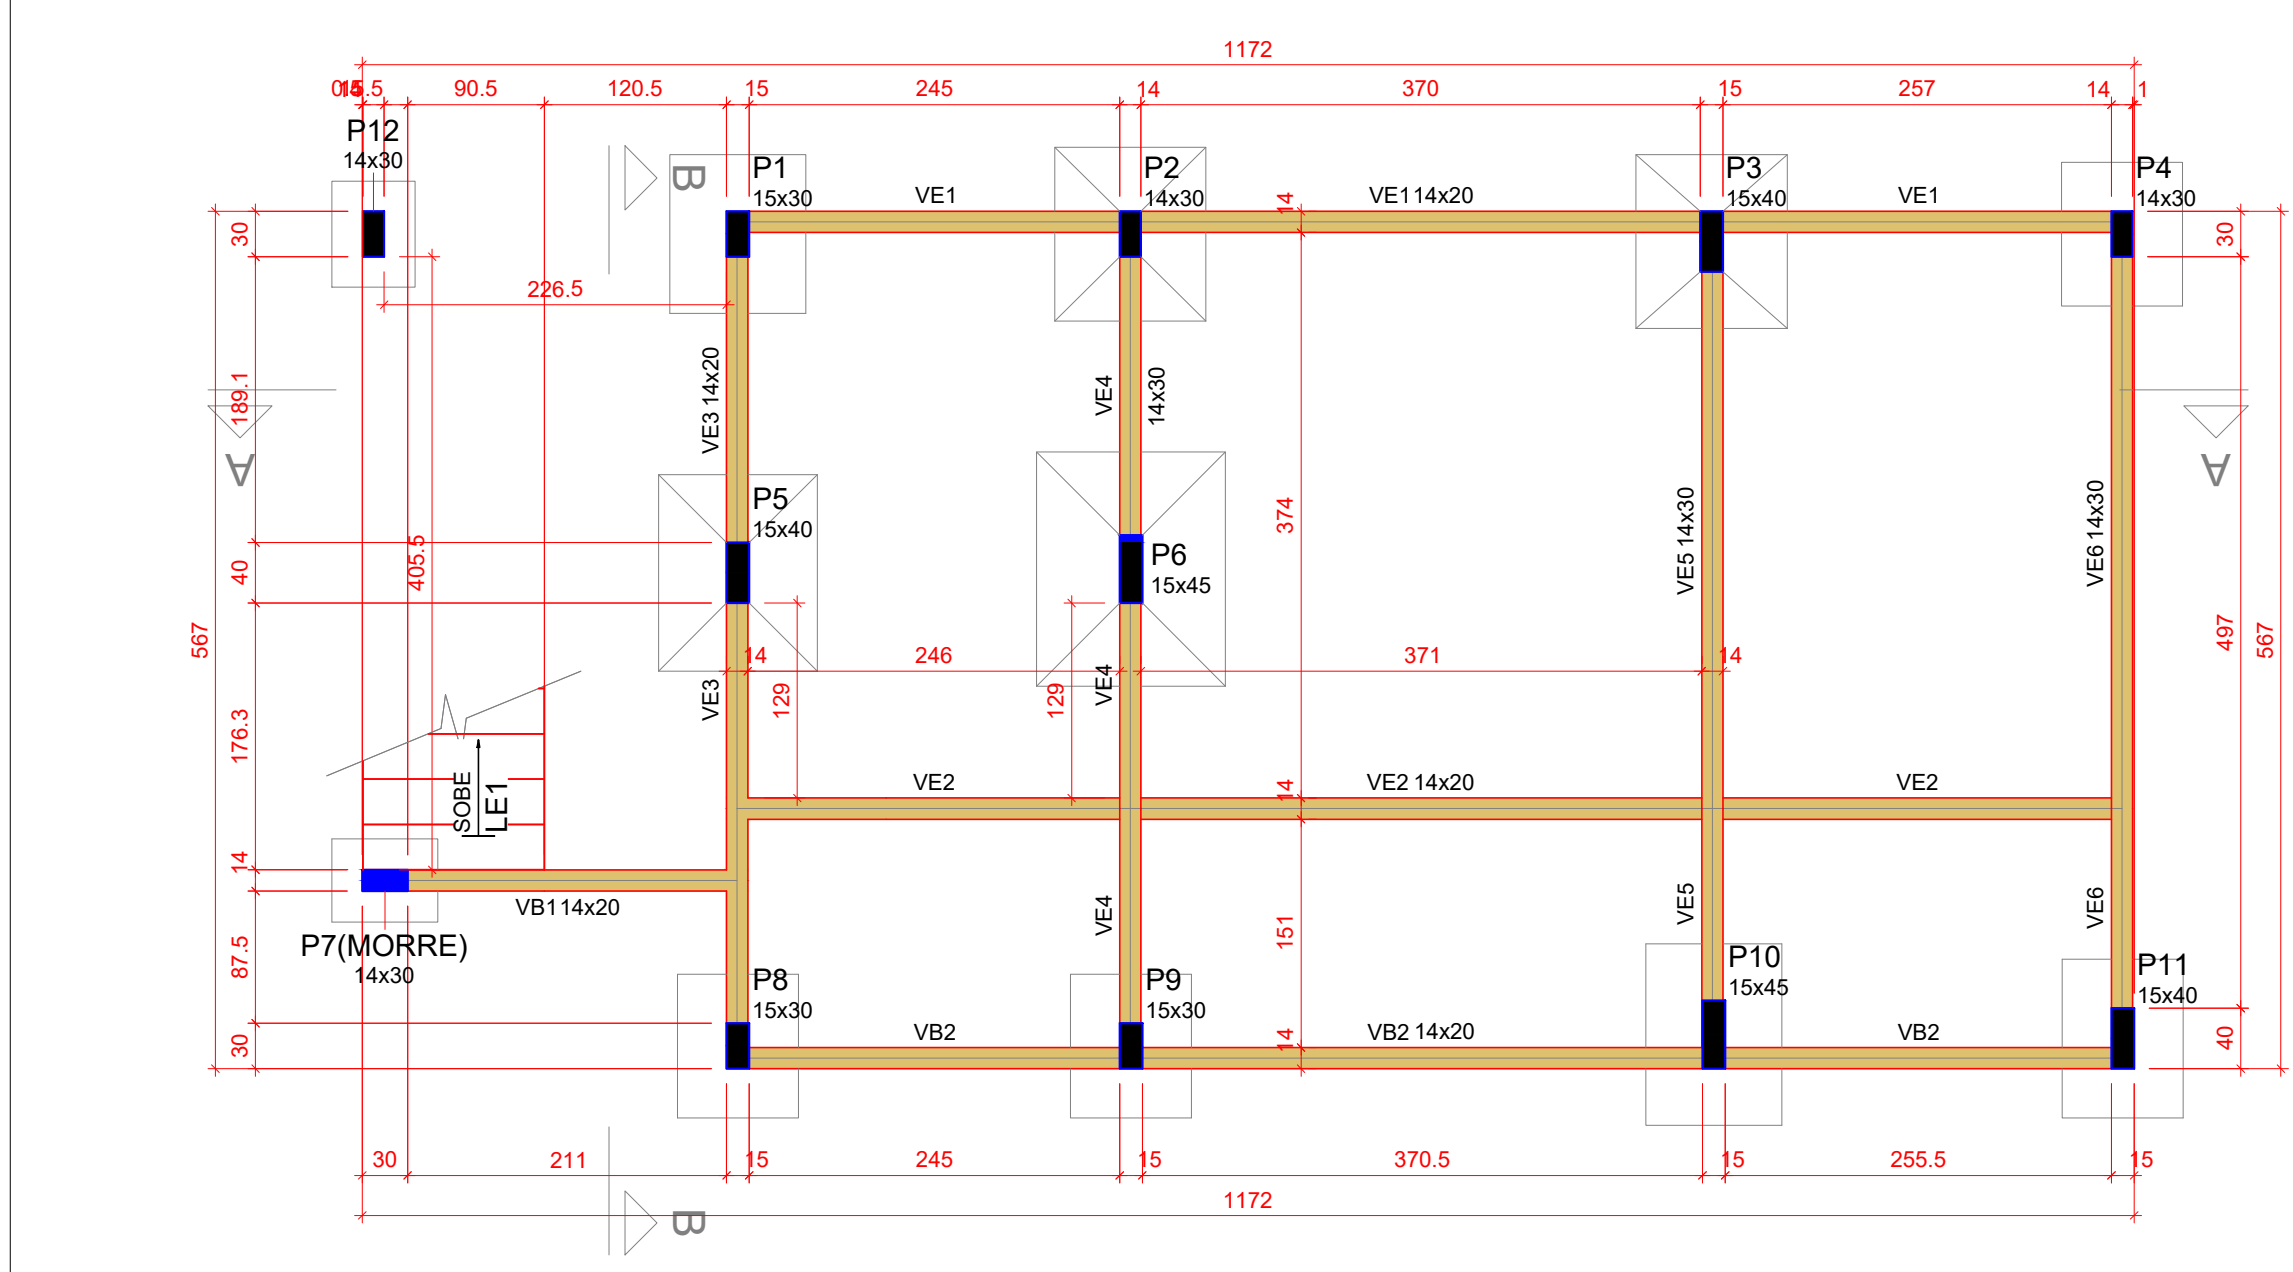 1172
15.5
90.5
120.5
15
245
14
370
15
257
14
1
P12
14x30
B
P1
15x30
P2
14x30
P3
15x40
P4
14x30
VE1
VE1 14x20
VE1
14
30
30
226.5
189.1
VE3 14x20
VE4
14x30
A
A
P5
15x40
P6
15x45
374
VE5 14x30
VE6 14x30
40
405.5
567
497
567
14
246
371
14
VE3
129
129
VE4
176.3
SOBE
LE1
VE2
14
VE2 14x20
VE2
14
VB1 14x20
P7(MORRE)
14x30
87.5
VE4
151
VE5
VE6
P8
15x30
P9
15x30
P10
15x45
P11
15x40
30
VB2
14
VB2 14x20
VB2
40
30
211
15
245
15
370.5
15
255.5
15
1172
B